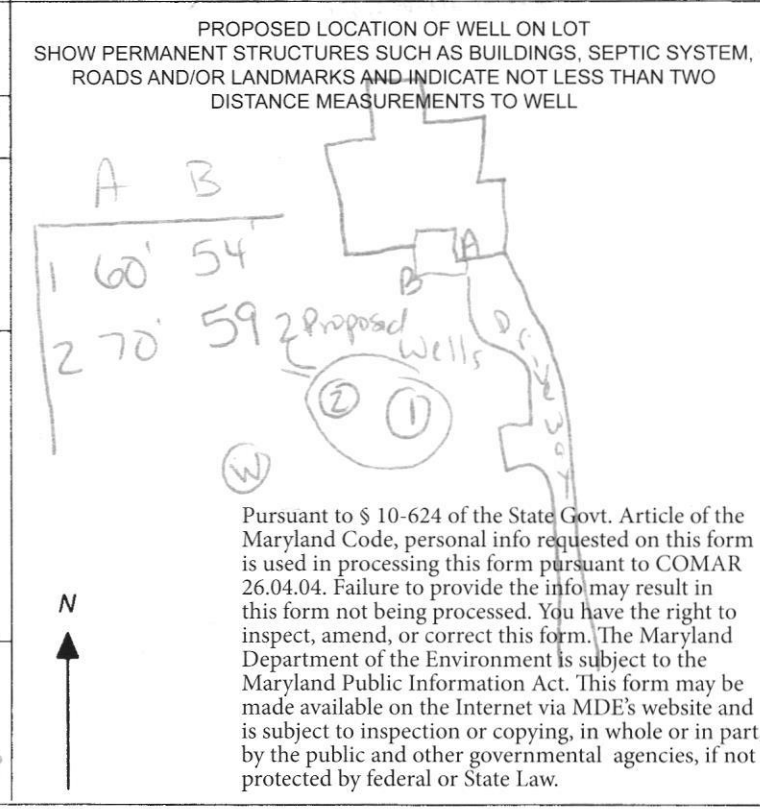 PROPOSED LOCATION OF WELL ON LOT
SHOW PERMANENT STRUCTURES SUCH AS BUILDINGS, SEPTIC SYSTEM,
ROADS AND/OR LANDMARKS AND INDICATE NOT LESS THAN TWO
DISTANCE MEASUREMENTS TO WELL
A B
1 60' 54'
2 70' 59
A
B
2 Proposed
Wells
2 1
W
Driveway
N
Pursuant to § 10-624 of the State Govt. Article of the
Maryland Code, personal info requested on this form
is used in processing this form pursuant to COMAR
26.04.04. Failure to provide the info may result in
this form not being processed. You have the right to
inspect, amend, or correct this form. The Maryland
Department of the Environment is subject to the
Maryland Public Information Act. This form may be
made available on the Internet via MDE's website and
is subject to inspection or copying, in whole or in part,
by the public and other governmental agencies, if not
protected by federal or State Law.